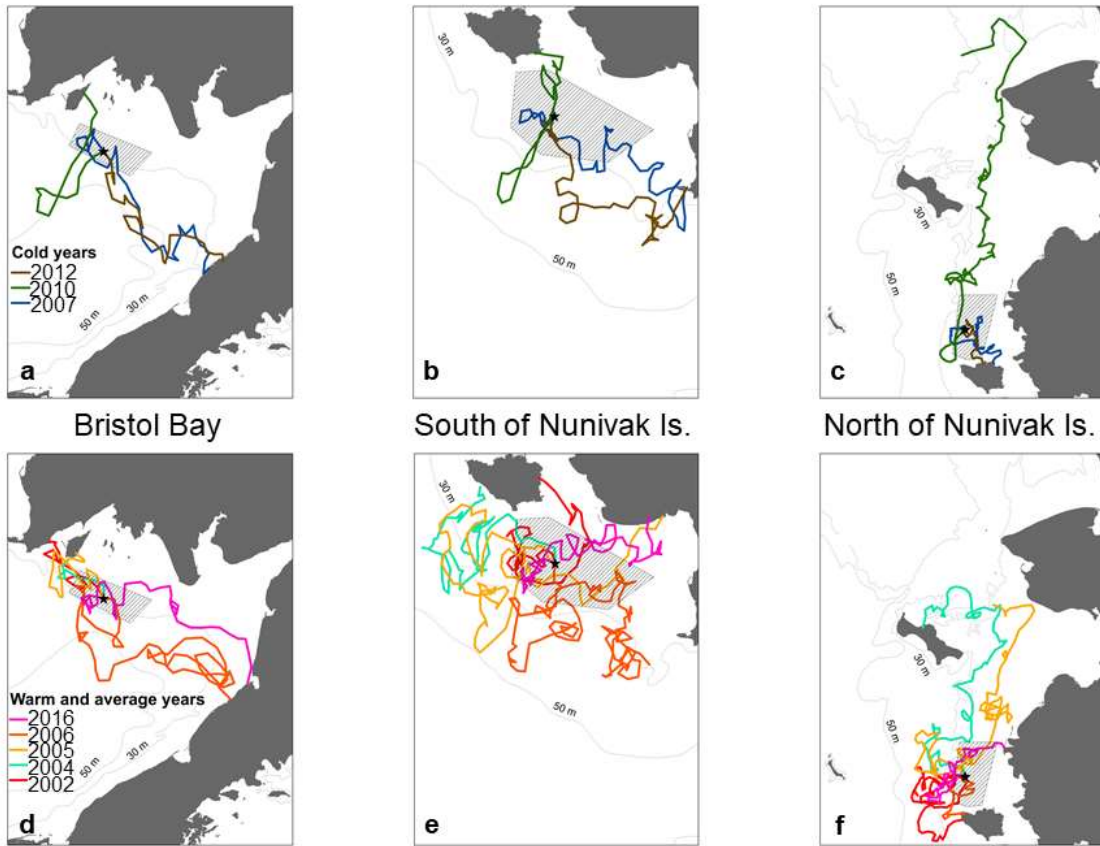 30 m
30 m
Cold years
2012
2010
2007
50 m
50 m
50 m
30 m
a
b
c
Bristol Bay
South of Nunivak Is.
North of Nunivak Is.
30 m
30 m
Warm and average years
2016
2006
2005
2004
2002
50 m
30 m
50 m
50 m
d
e
f